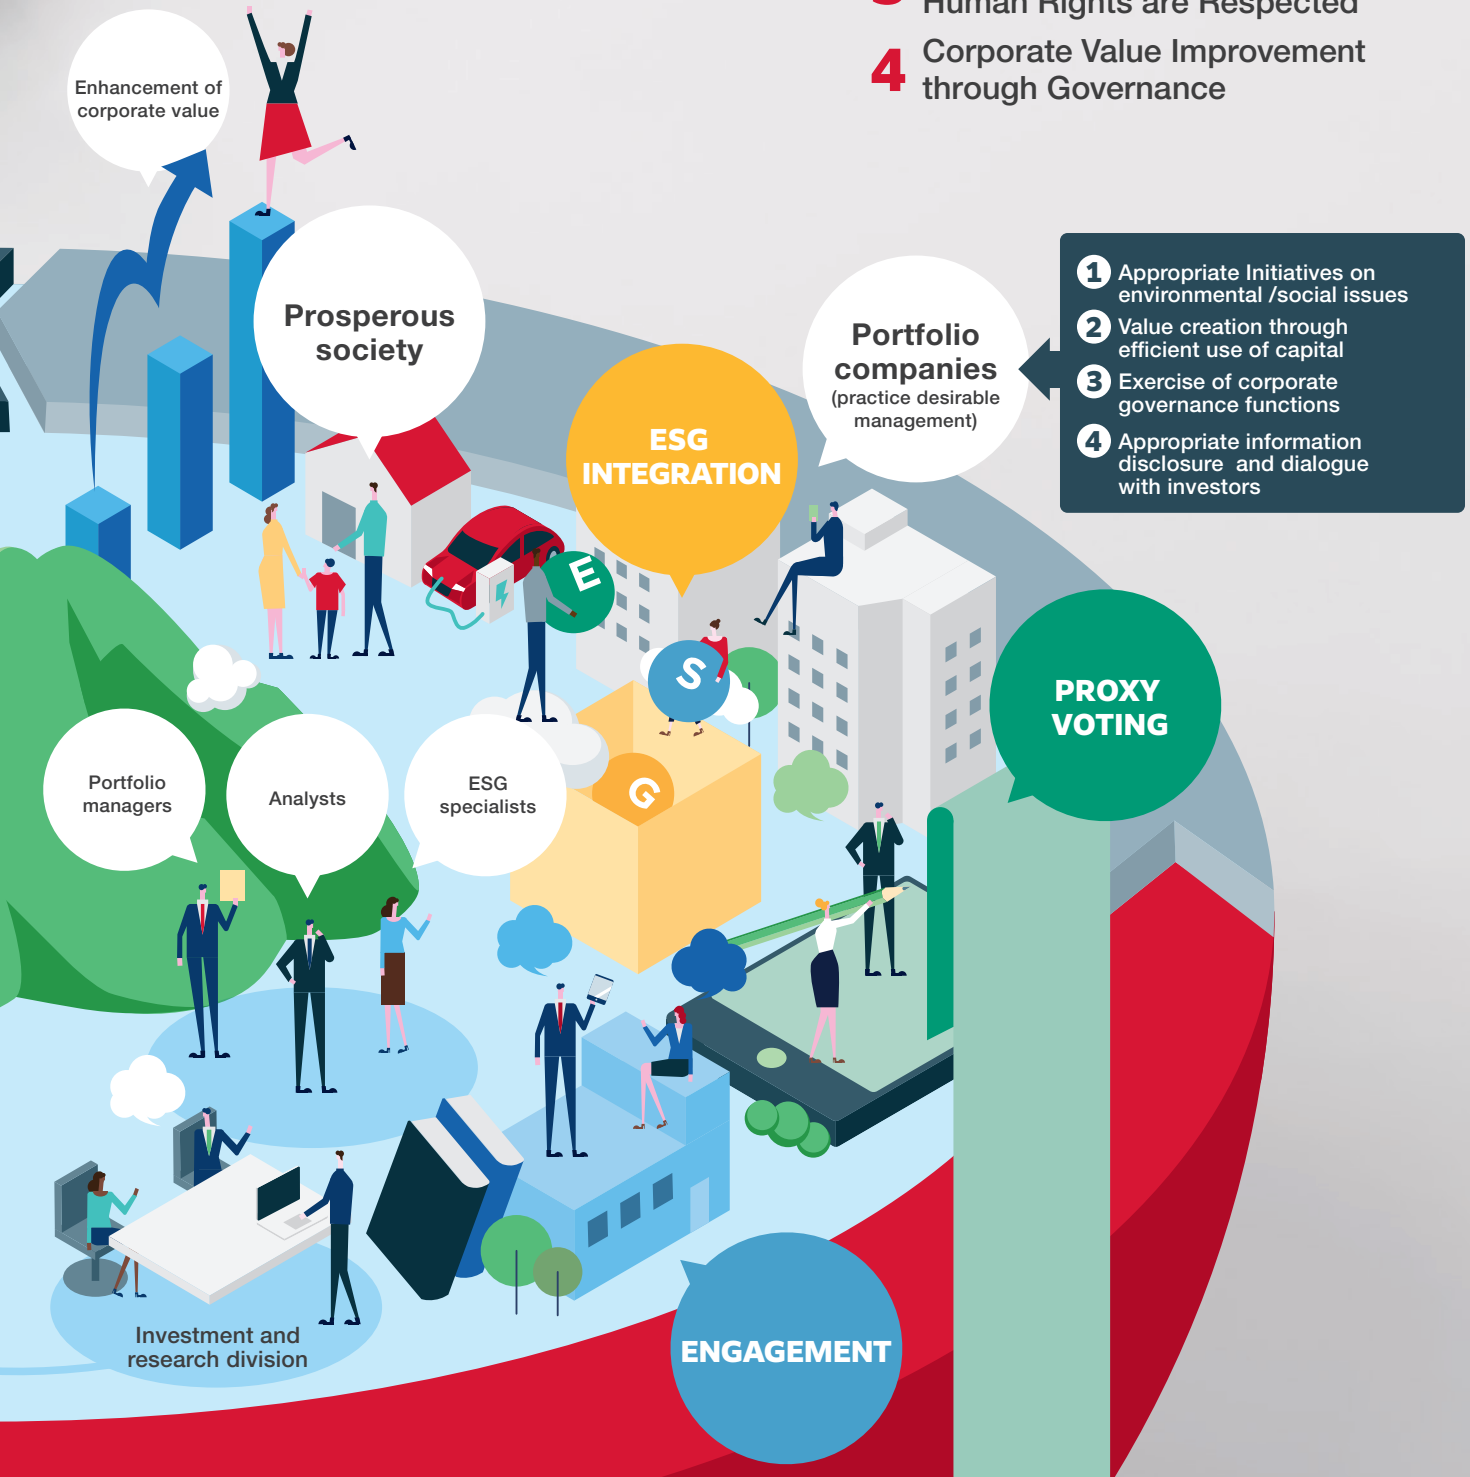 Human Rights are Respected
4 Corporate Value Improvement
through Governance
Enhancement of
corporate value
Prosperous
society
Portfolio
companies
(practice desirable
management)
1 Appropriate Initiatives on
environmental /social issues
2 Value creation through
efficient use of capital
3 Exercise of corporate
governance functions
4 Appropriate information
disclosure and dialogue
with investors
ESG
INTEGRATION
E
S
G
PROXY
VOTING
Portfolio
managers
Analysts
ESG
specialists
Investment and
research division
ENGAGEMENT